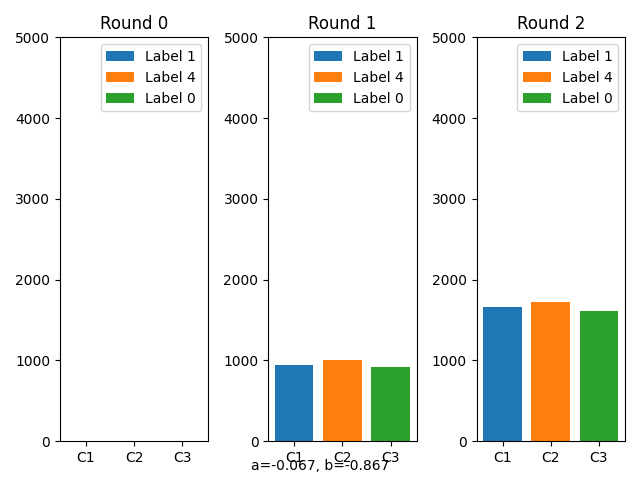 Round 0
Round 1
Round 2
5000
4000
3000
2000
1000
0
Label 1
Label 4
Label 0
C1
C2
C3
5000
4000
3000
2000
1000
0
Label 1
Label 4
Label 0
C1
C2
C3
5000
4000
3000
2000
1000
0
Label 1
Label 4
Label 0
C1
C2
C3
a=-0.067, b=-0.867